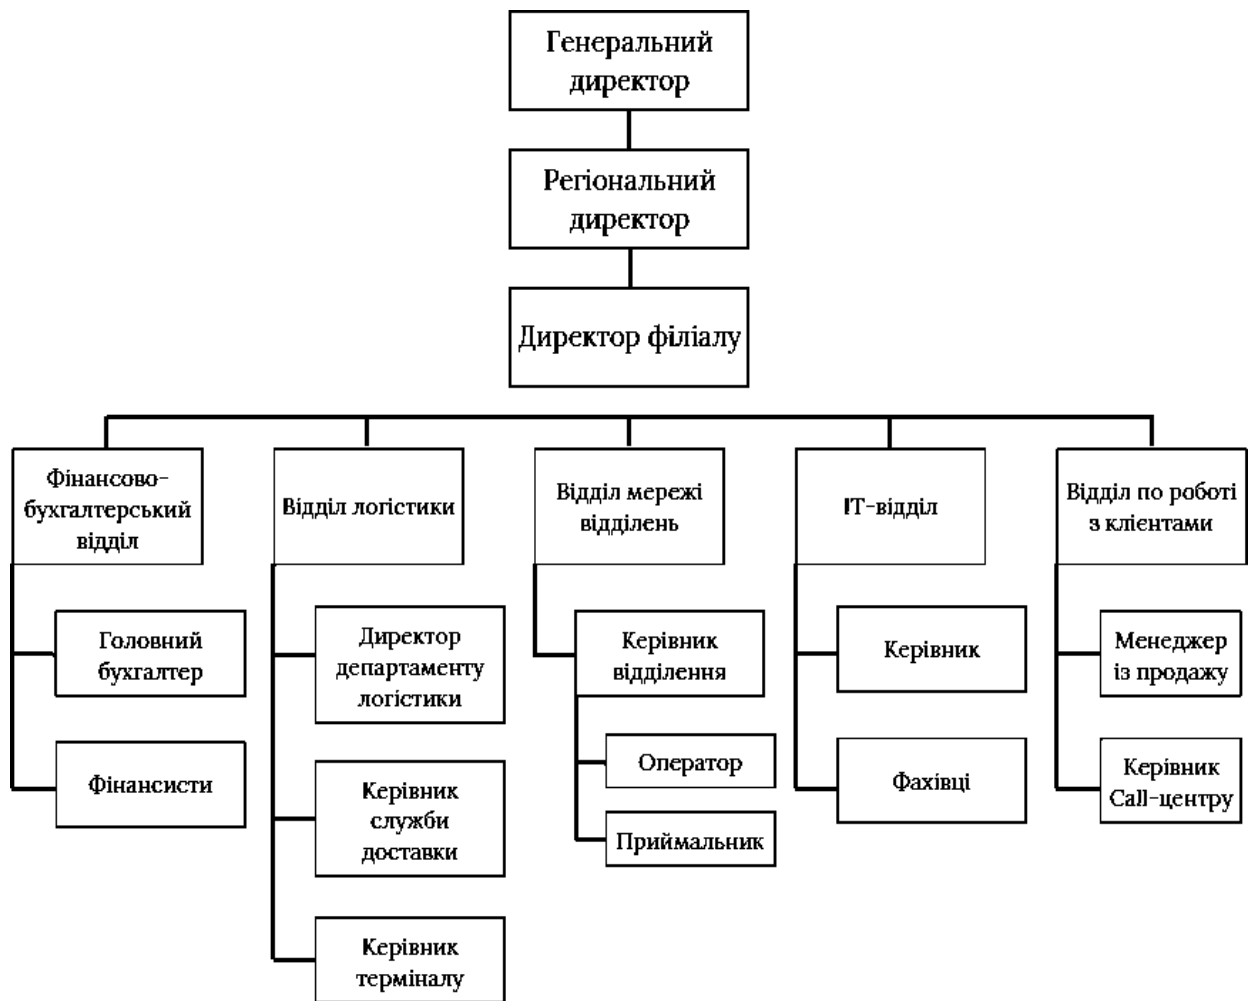 Генеральний
директор
Регіональний
директор
Директор філіалу
Фінансово-
бухгалтерський
відділ
Відділ логістики
Відділ мережі
відділень
ІТ-відділ
Відділ по роботі
з клієнтами
Головний
бухгалтер
Фінансисти
Директор
департаменту
логістики
Керівник
служби
доставки
Керівник
терміналу
Керівник
відділення
Оператор
Приймальник
Керівник
Фахівці
Менеджер
із продажу
Керівник
Call-центру